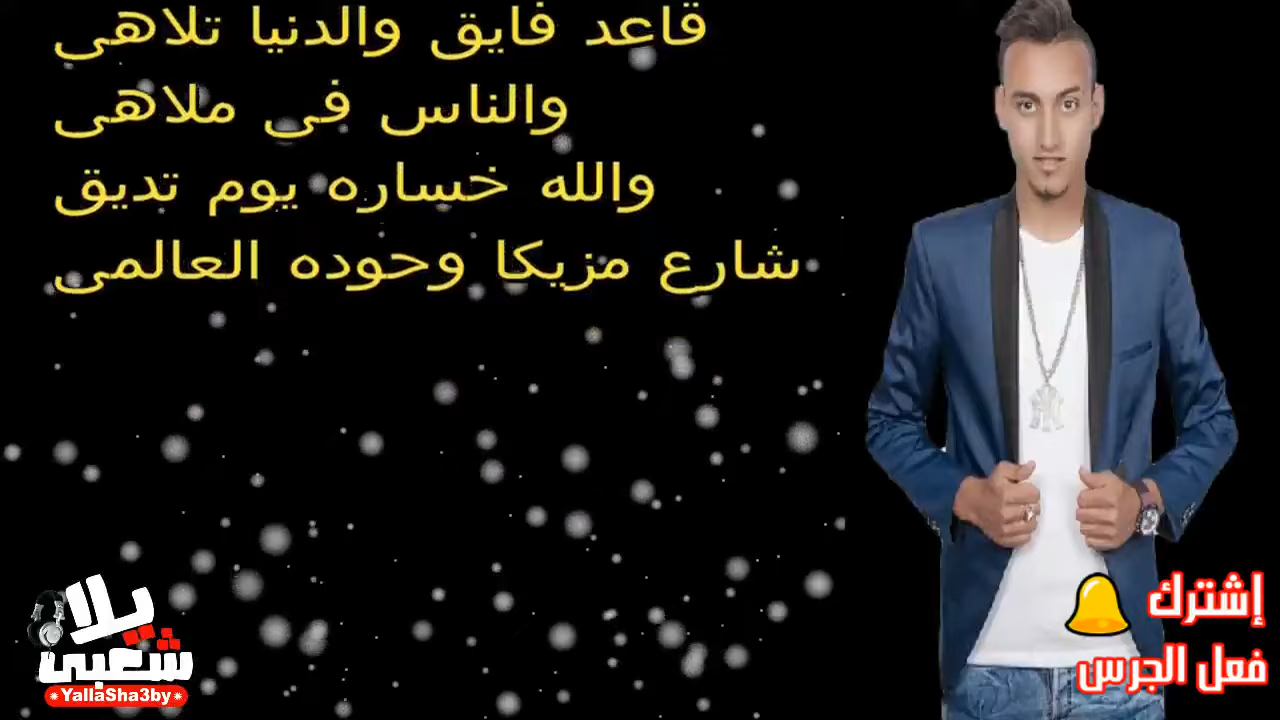 قاعد فايق والدنيا تلاهى
والناس فى ملاهى
والله خساره يوم تديق
شارع مزيكا وحوده العالمى
إشترك
فعل الجرس
يلا
شعبي
YallaSha3by